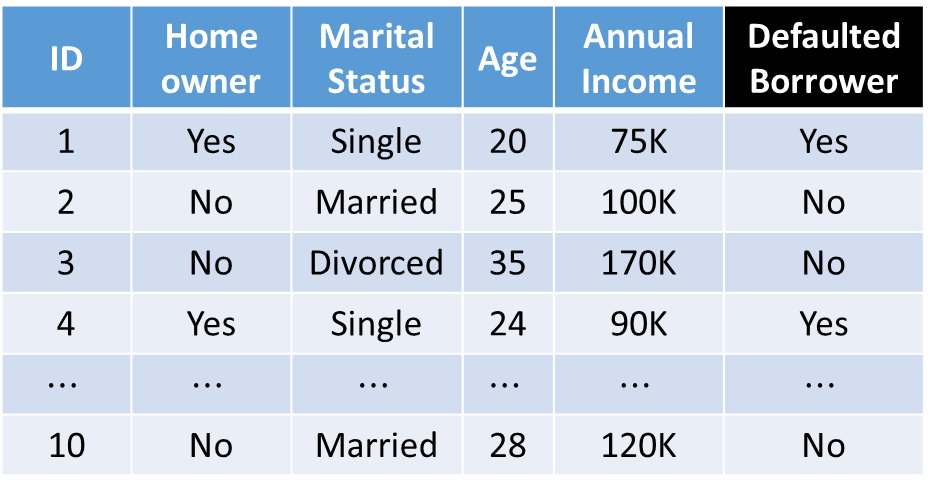 ID Home owner Marital Status Age Annual Income Defaulted Borrower
1 Yes Single 20 75K Yes
2 No Married 25 100K No
3 No Divorced 35 170K No
4 Yes Single 24 90K Yes
... ... ... ... ... ...
10 No Married 28 120K No